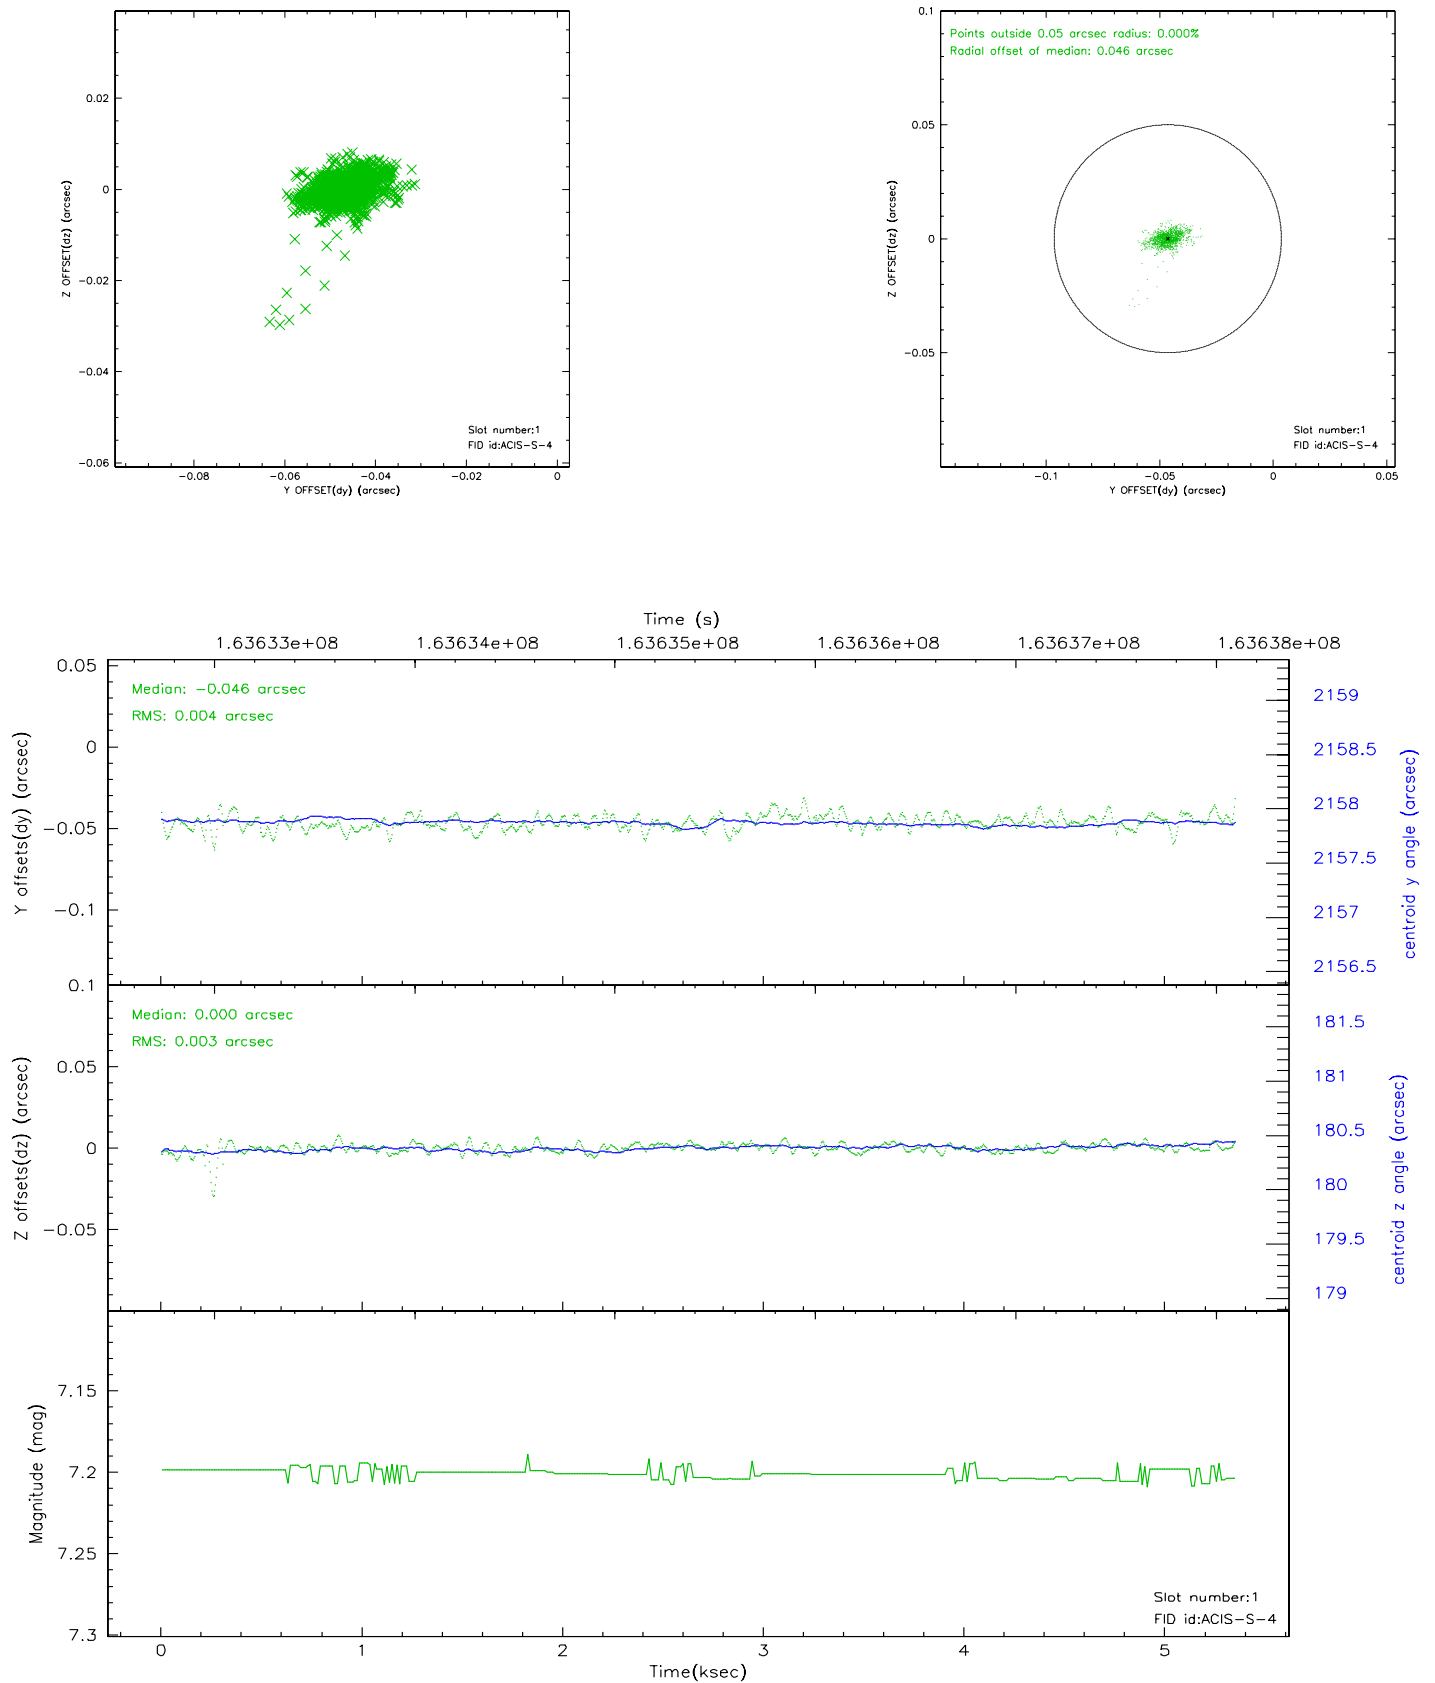 0.02
0
−0.02
−0.04
−0.06
Z OFFSET(dz) (arcsec)
Slot number:1
FID id:ACIS−S−4
−0.08
−0.06
−0.04
−0.02
0
Y OFFSET(dy) (arcsec)
0.1
Points outside 0.05 arcsec radius: 0.000%
Radial offset of median: 0.046 arcsec
0.05
0
−0.05
Z OFFSET(dz) (arcsec)
Slot number:1
FID id:ACIS−S−4
−0.1
−0.05
0
0.05
Y OFFSET(dy) (arcsec)
Time (s)
1.63633e+08
1.63634e+08
1.63635e+08
1.63636e+08
1.63637e+08
1.63638e+08
0.05
0
−0.05
−0.1
Y offsets(dy) (arcsec)
Median: −0.046 arcsec
RMS: 0.004 arcsec
2159
2158.5
2158
2157.5
2157
2156.5
centroid y angle (arcsec)
0.1
0.05
0
−0.05
Z offsets(dz) (arcsec)
Median: 0.000 arcsec
RMS: 0.003 arcsec
181.5
181
180.5
180
179.5
179
centroid z angle (arcsec)
7.15
7.2
7.25
7.3
Magnitude (mag)
Slot number:1
FID id:ACIS−S−4
0
1
2
3
4
5
Time(ksec)